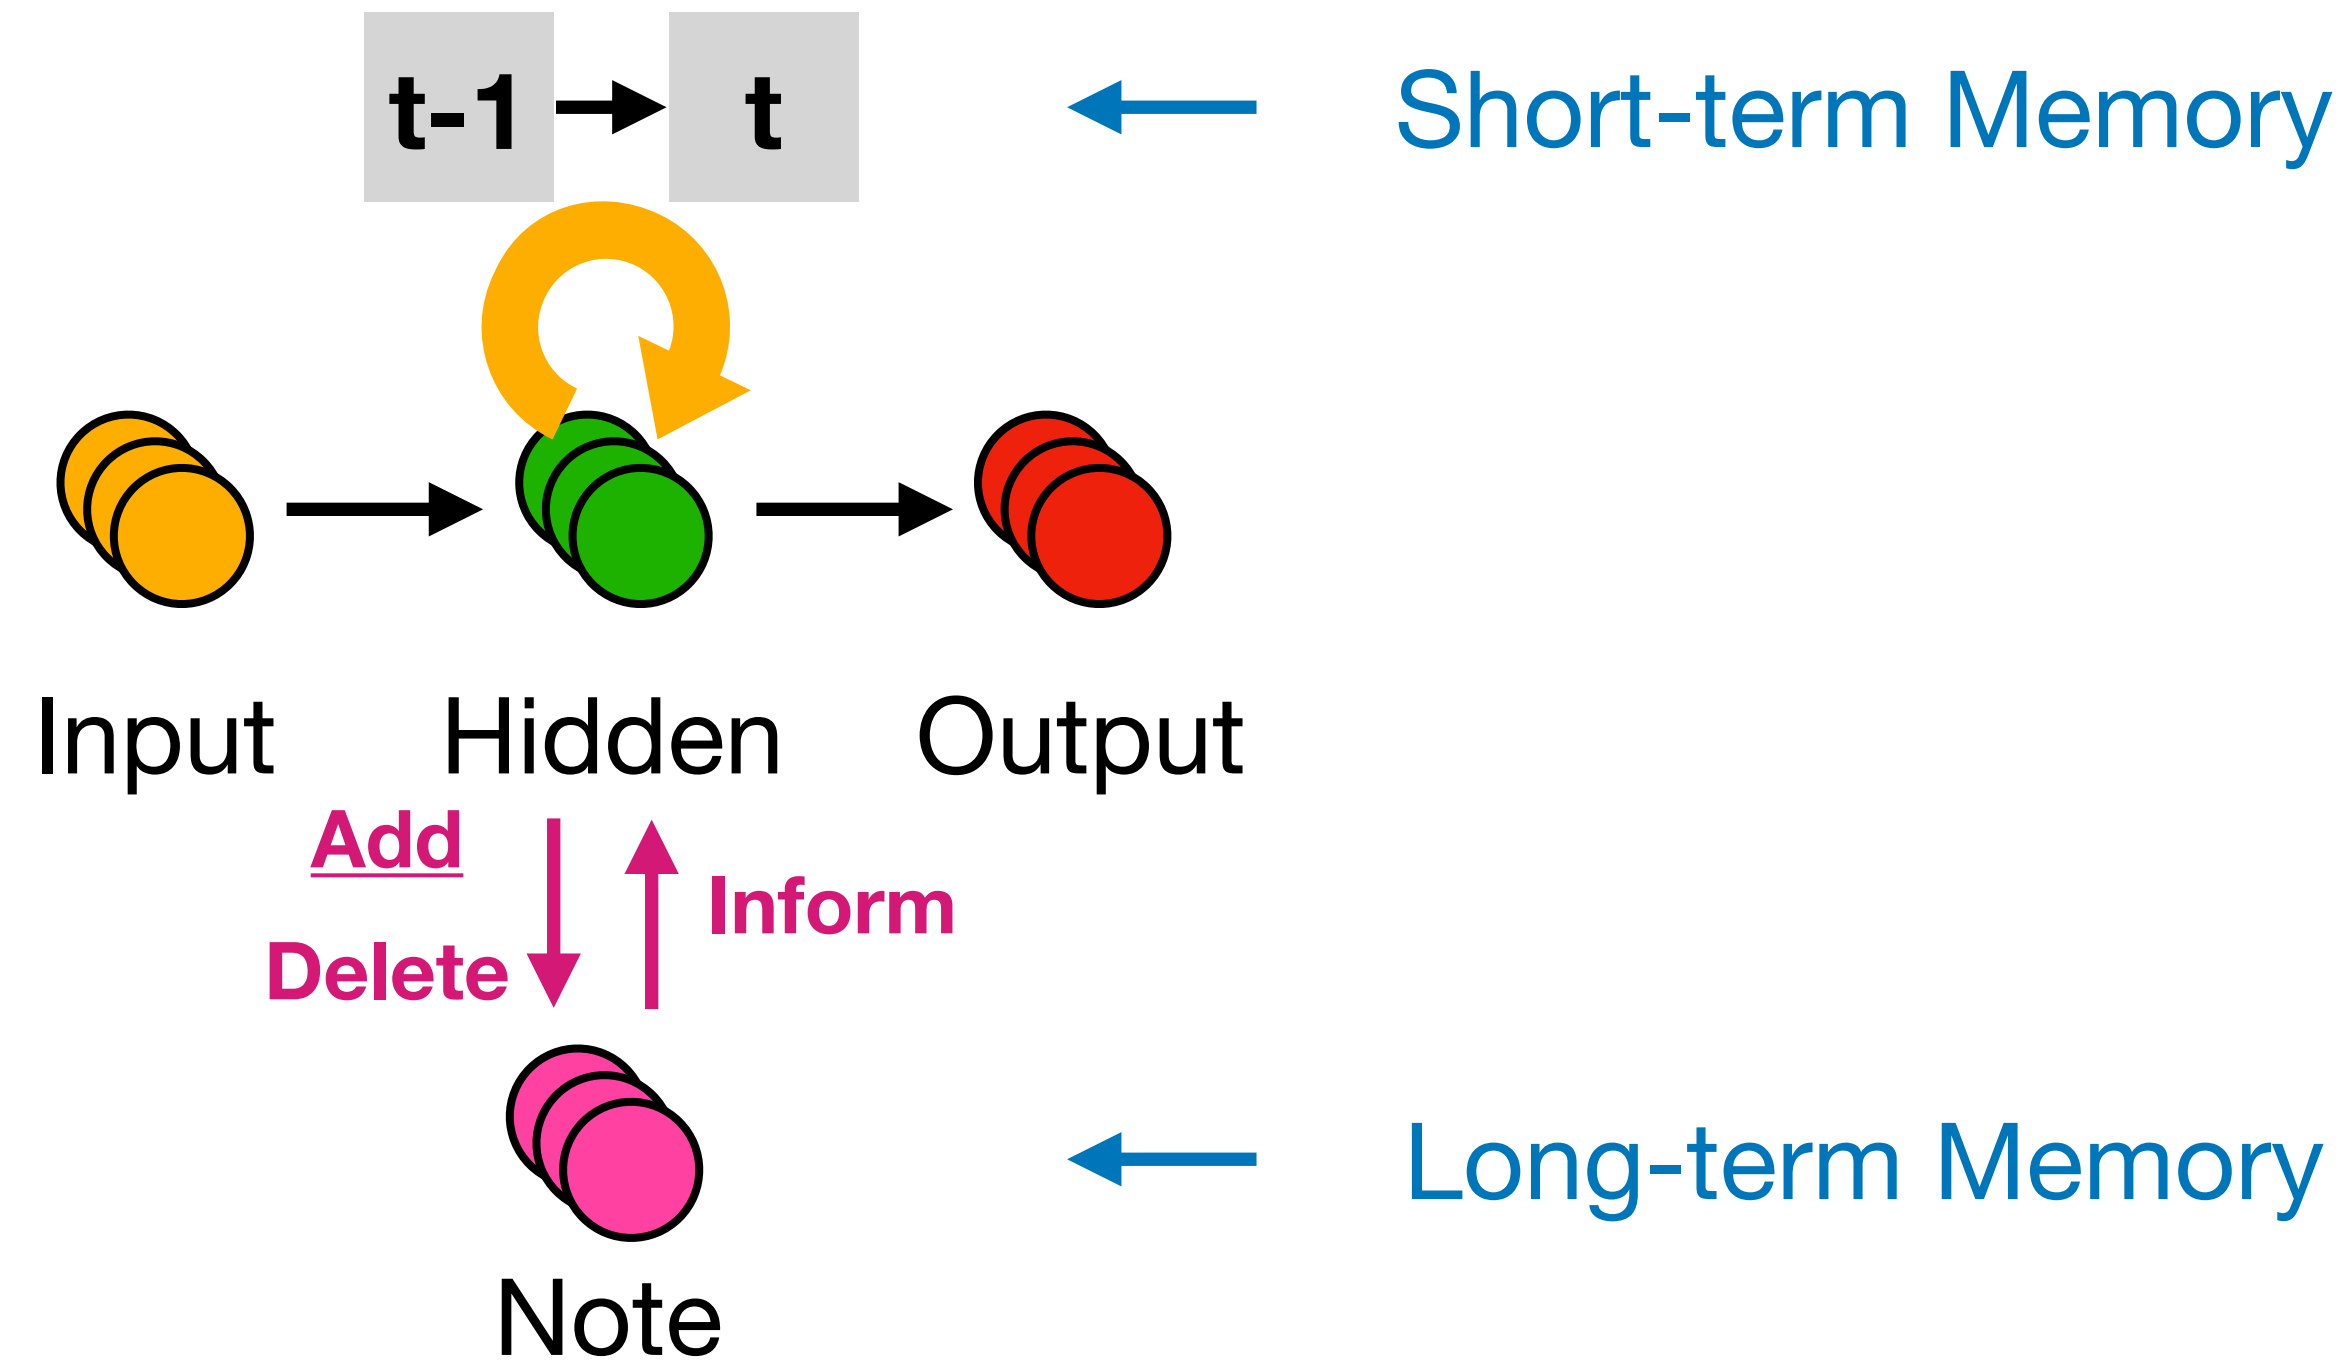 t-1
t
Short-term Memory
Input
Hidden
Output
Add
Delete
Inform
Long-term Memory
Note